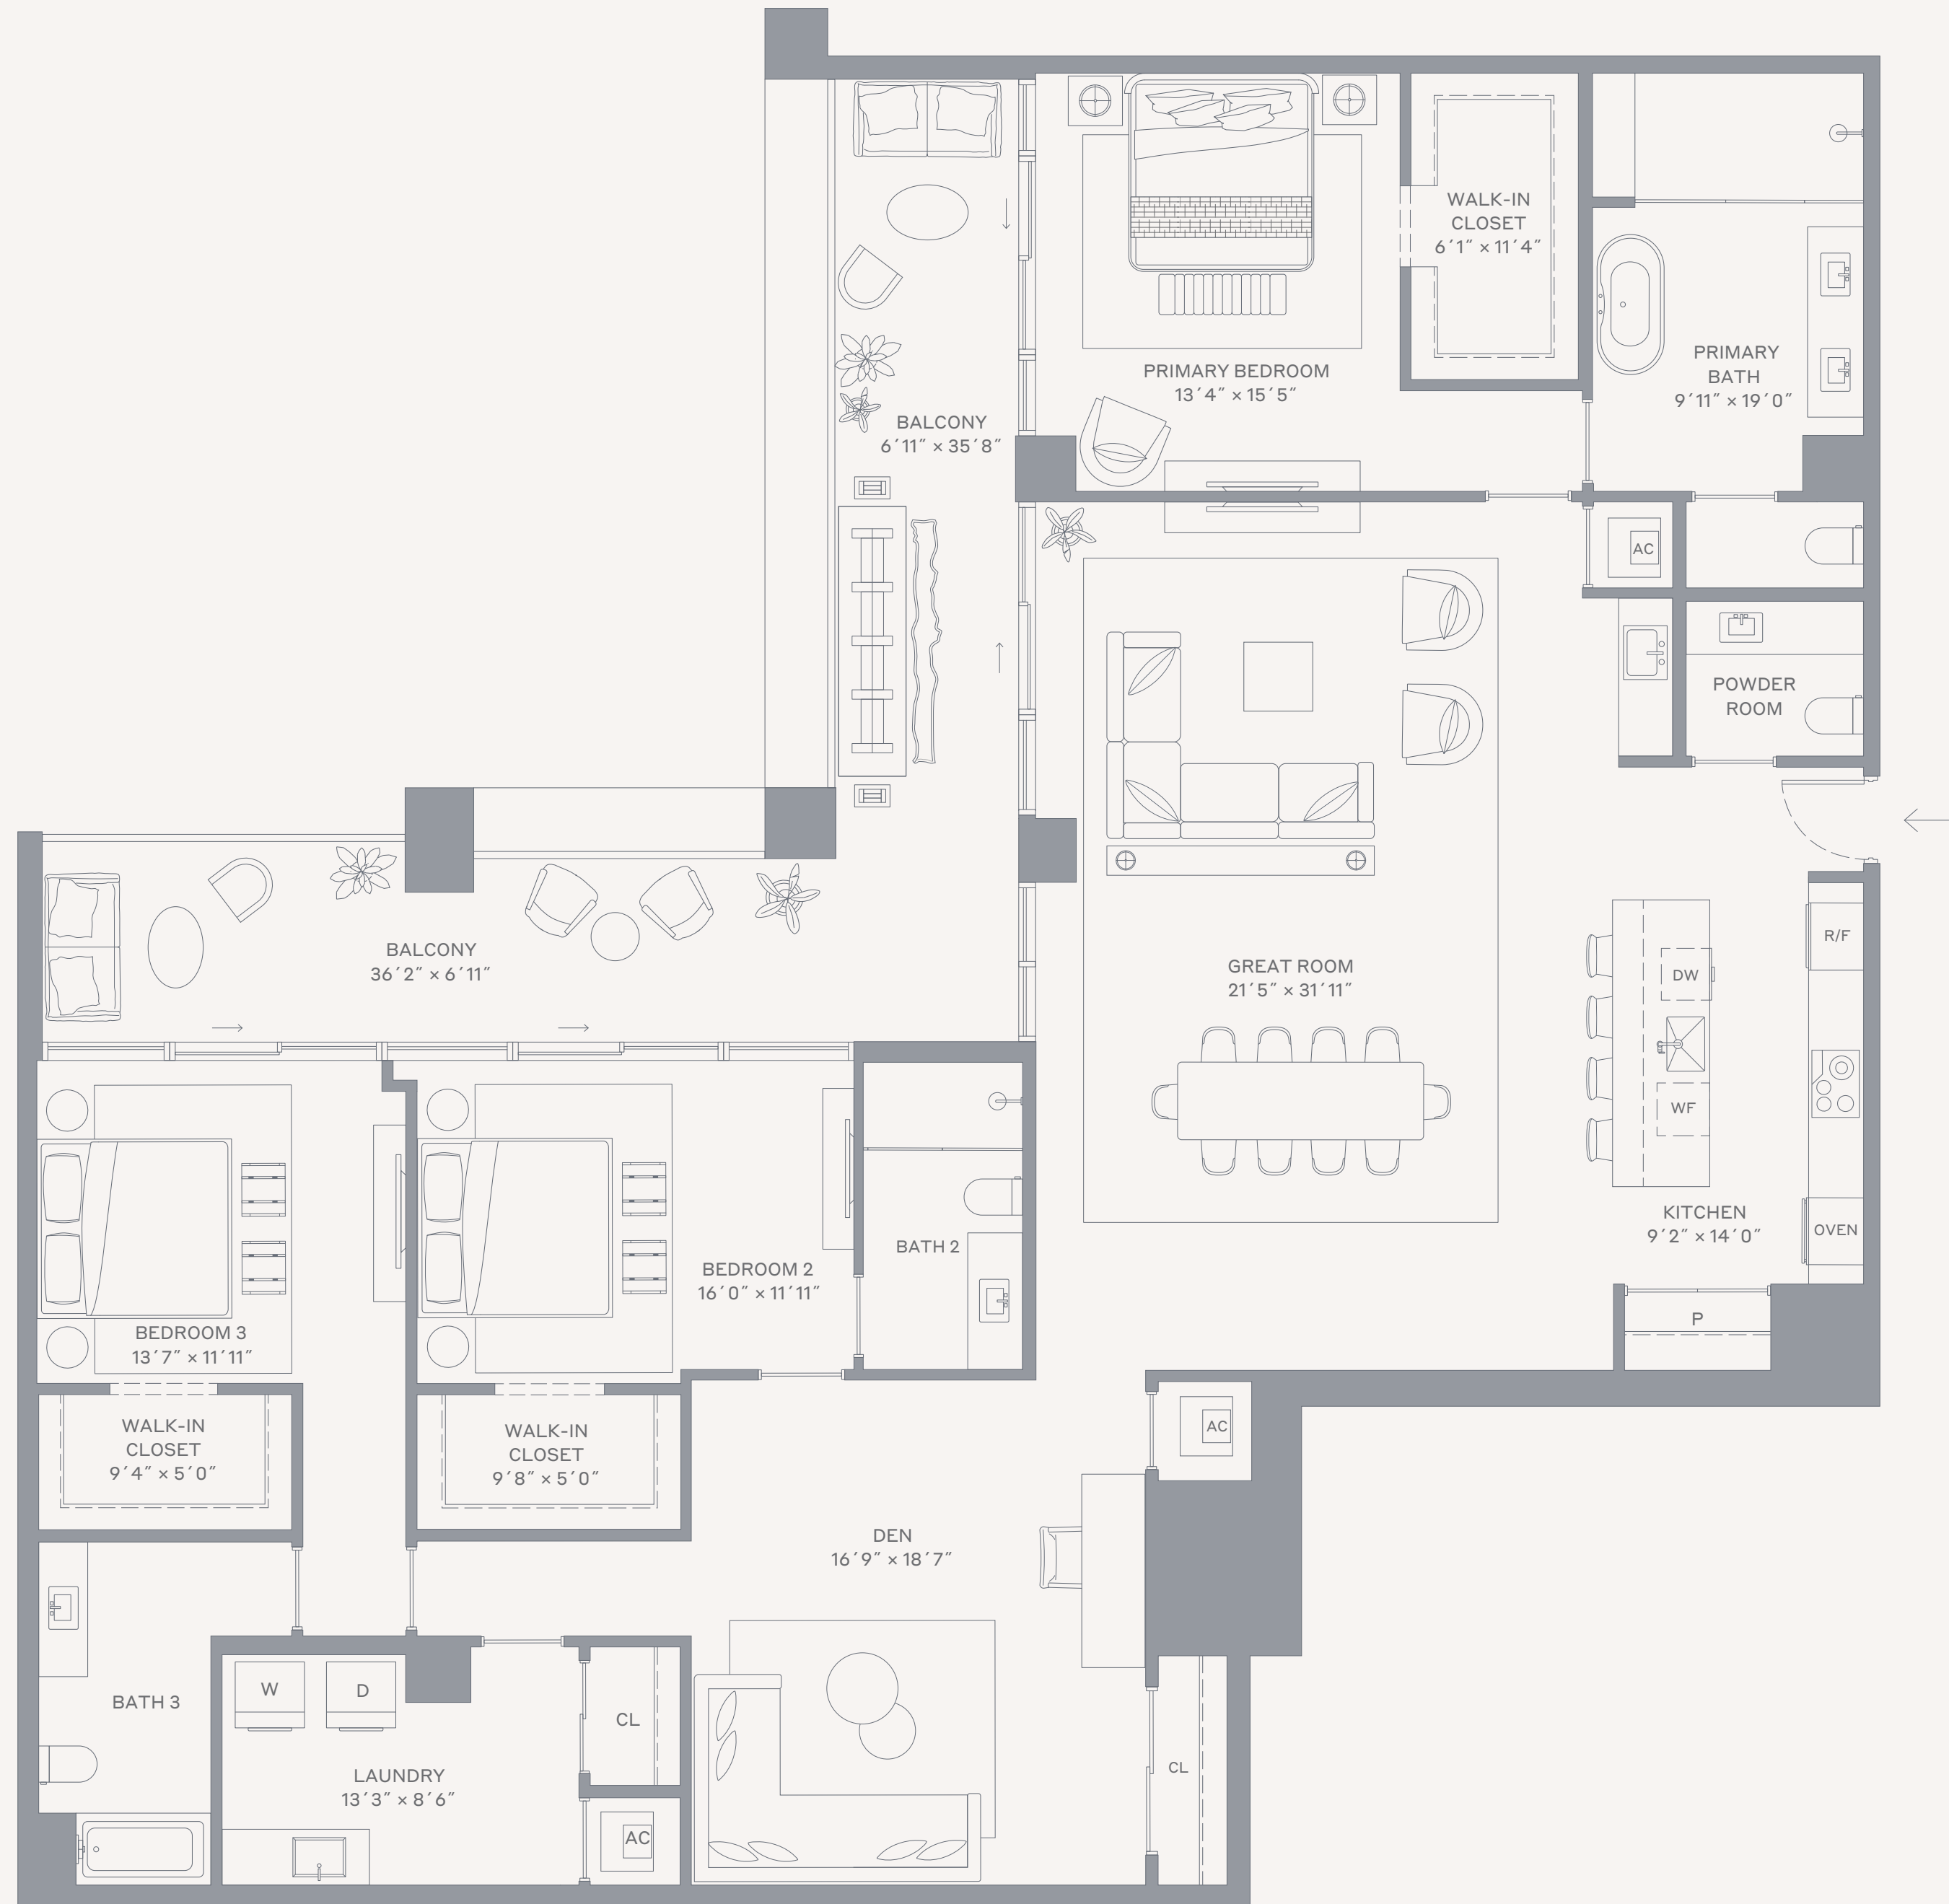 WALK-IN
CLOSET
6´1˝ × 11´4˝
PRIMARY
BATH
9´11˝ × 19´0˝
PRIMARY BEDROOM
13´4˝ × 15´5˝
BALCONY
6´11˝ × 35´8˝
AC
POWDER
ROOM
BALCONY
36´2˝ × 6´11˝
GREAT ROOM
21´5˝ × 31´11˝
R/F
DW
WF
KITCHEN
9´2˝ × 14´0˝
OVEN
P
BATH 2
BEDROOM 2
16´0˝ × 11´11˝
BEDROOM 3
13´7˝ × 11´11˝
WALK-IN
CLOSET
9´4˝ × 5´0˝
WALK-IN
CLOSET
9´8˝ × 5´0˝
AC
DEN
16´9˝ × 18´7˝
W
D
BATH 3
CL
CL
LAUNDRY
13´3˝ × 8´6˝
AC